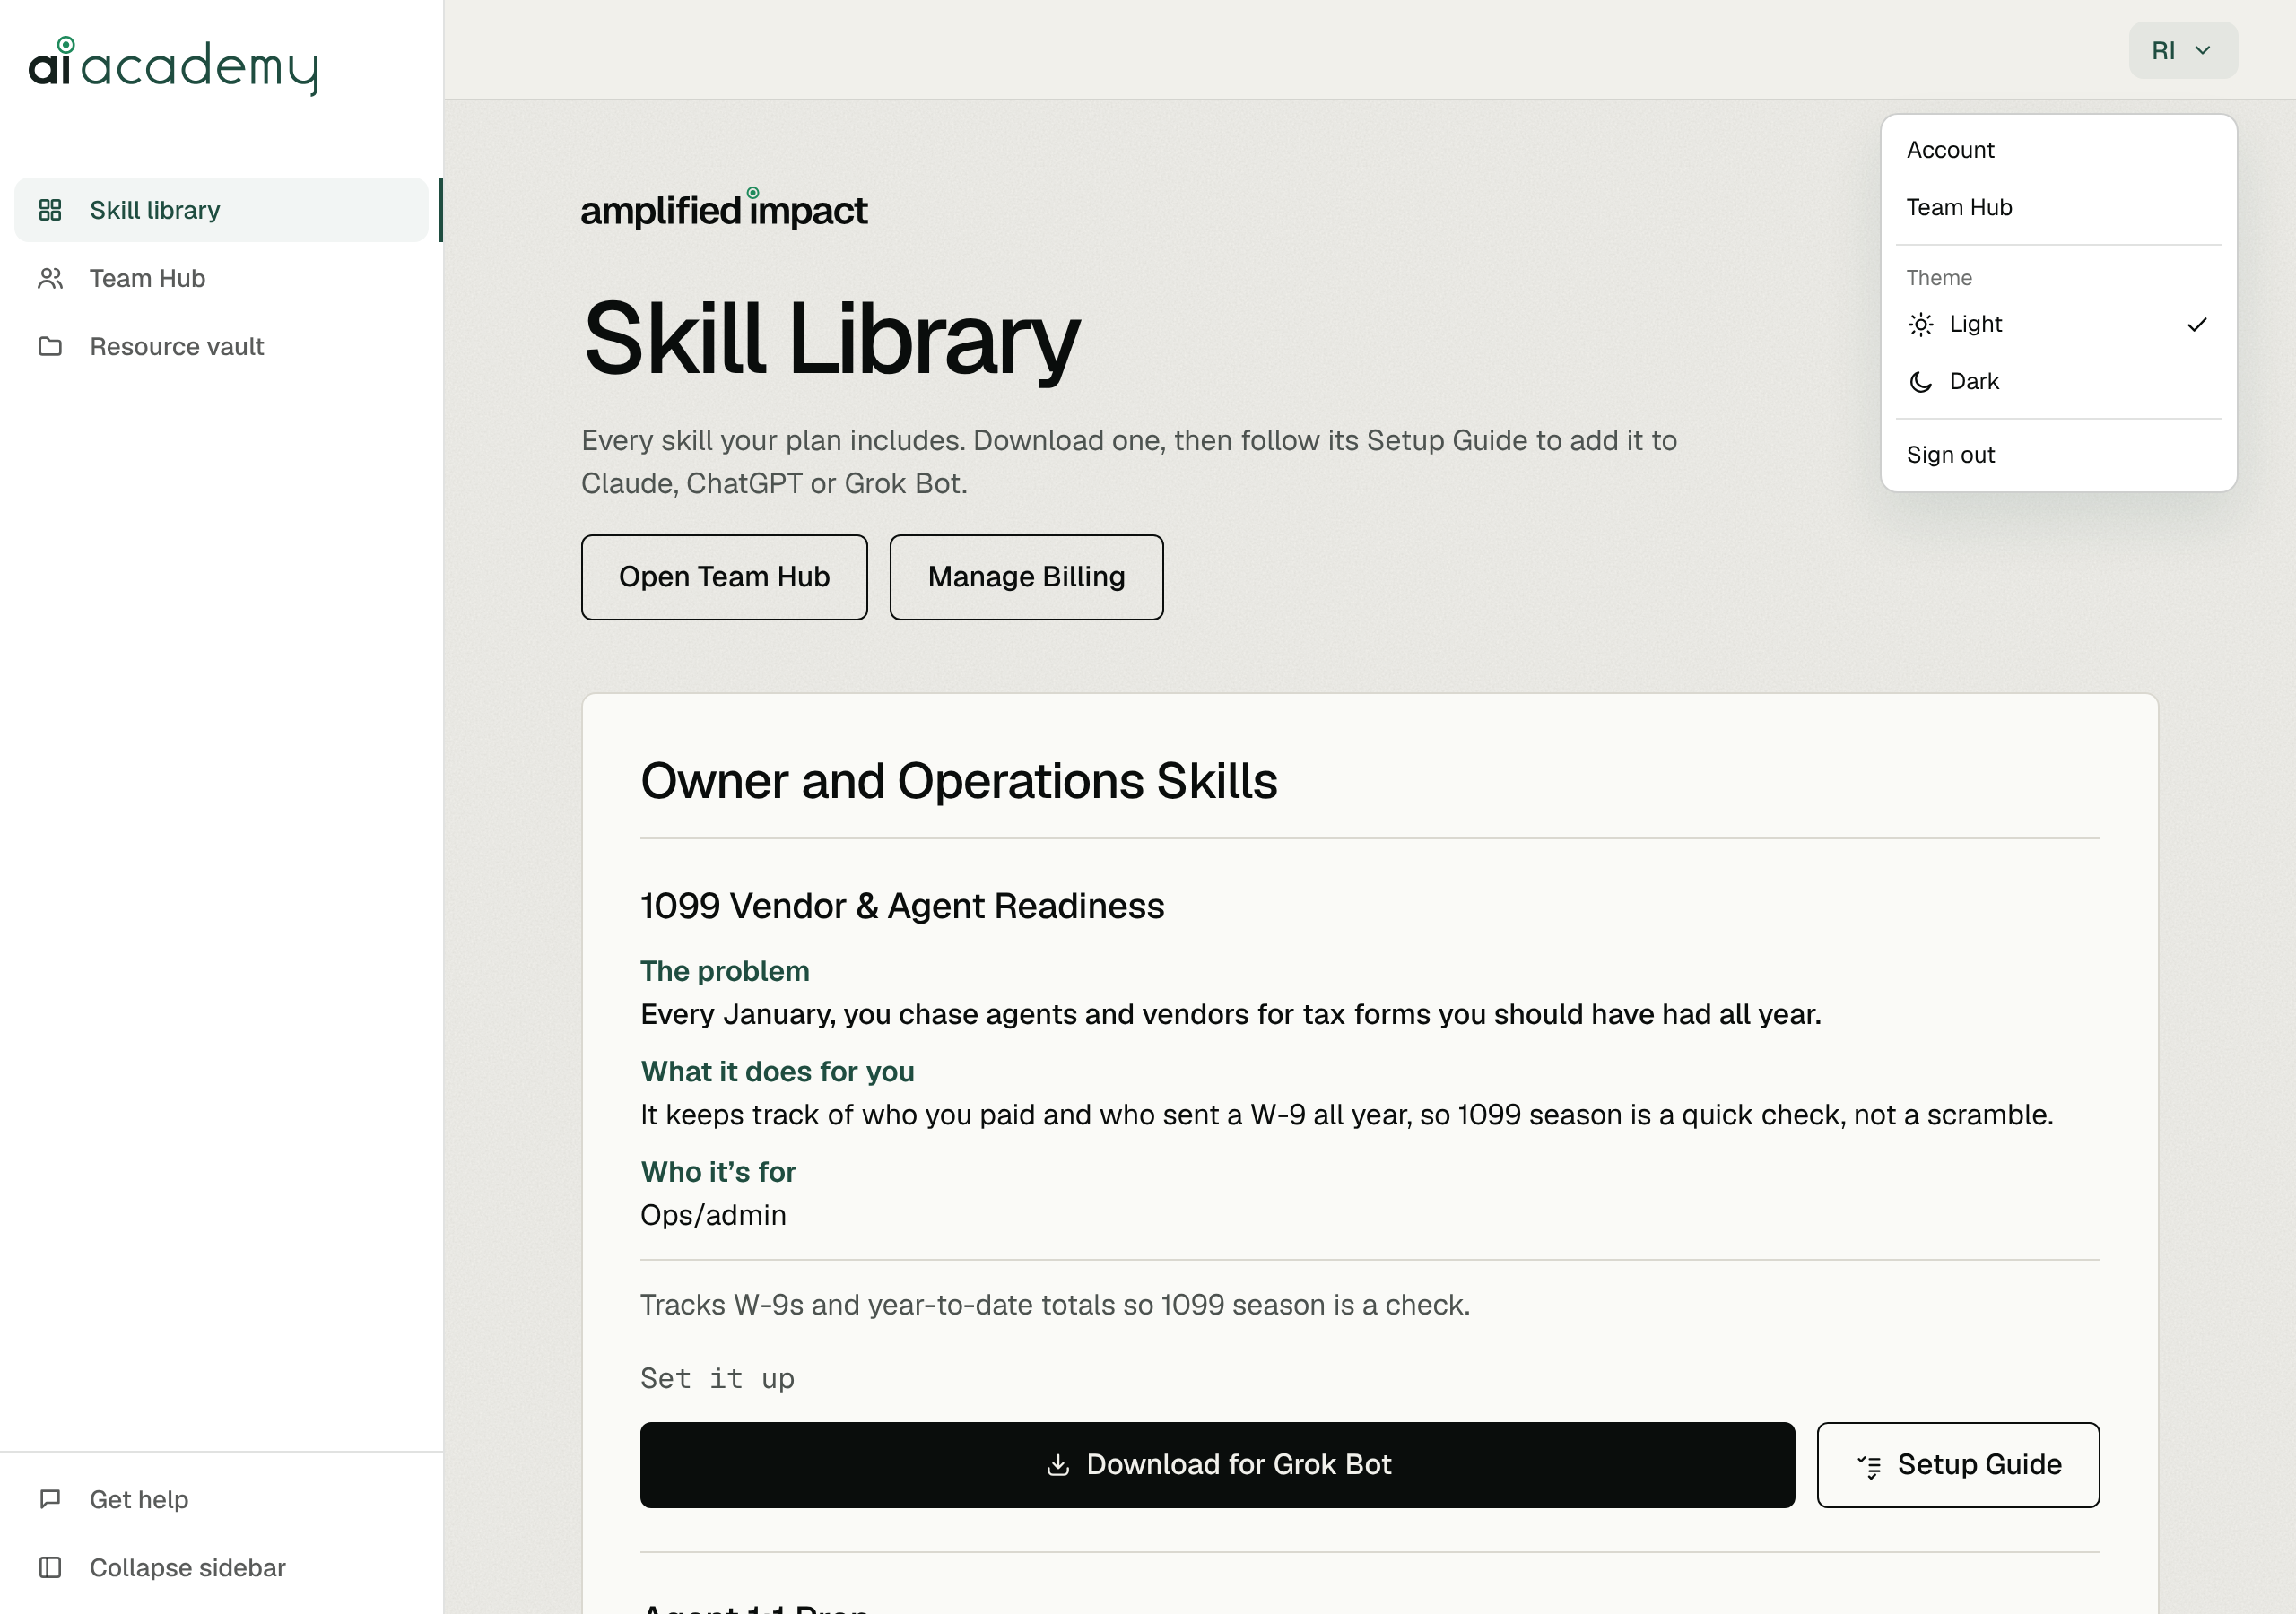 ai academy
RI
Skill library
Team Hub
Resource vault
Get help
Collapse sidebar
Account
Team Hub
Theme
Light
Dark
Sign out
amplified impact
Skill Library
Every skill your plan includes. Download one, then follow its Setup Guide to add it to
Claude, ChatGPT or Grok Bot.
Open Team Hub
Manage Billing
Owner and Operations Skills
1099 Vendor & Agent Readiness
The problem
Every January, you chase agents and vendors for tax forms you should have had all year.
What it does for you
It keeps track of who you paid and who sent a W-9 all year, so 1099 season is a quick check, not a scramble.
Who it’s for
Ops/admin
Tracks W-9s and year-to-date totals so 1099 season is a check.
Set it up
Download for Grok Bot
Setup Guide
Agent 1:1 Prep